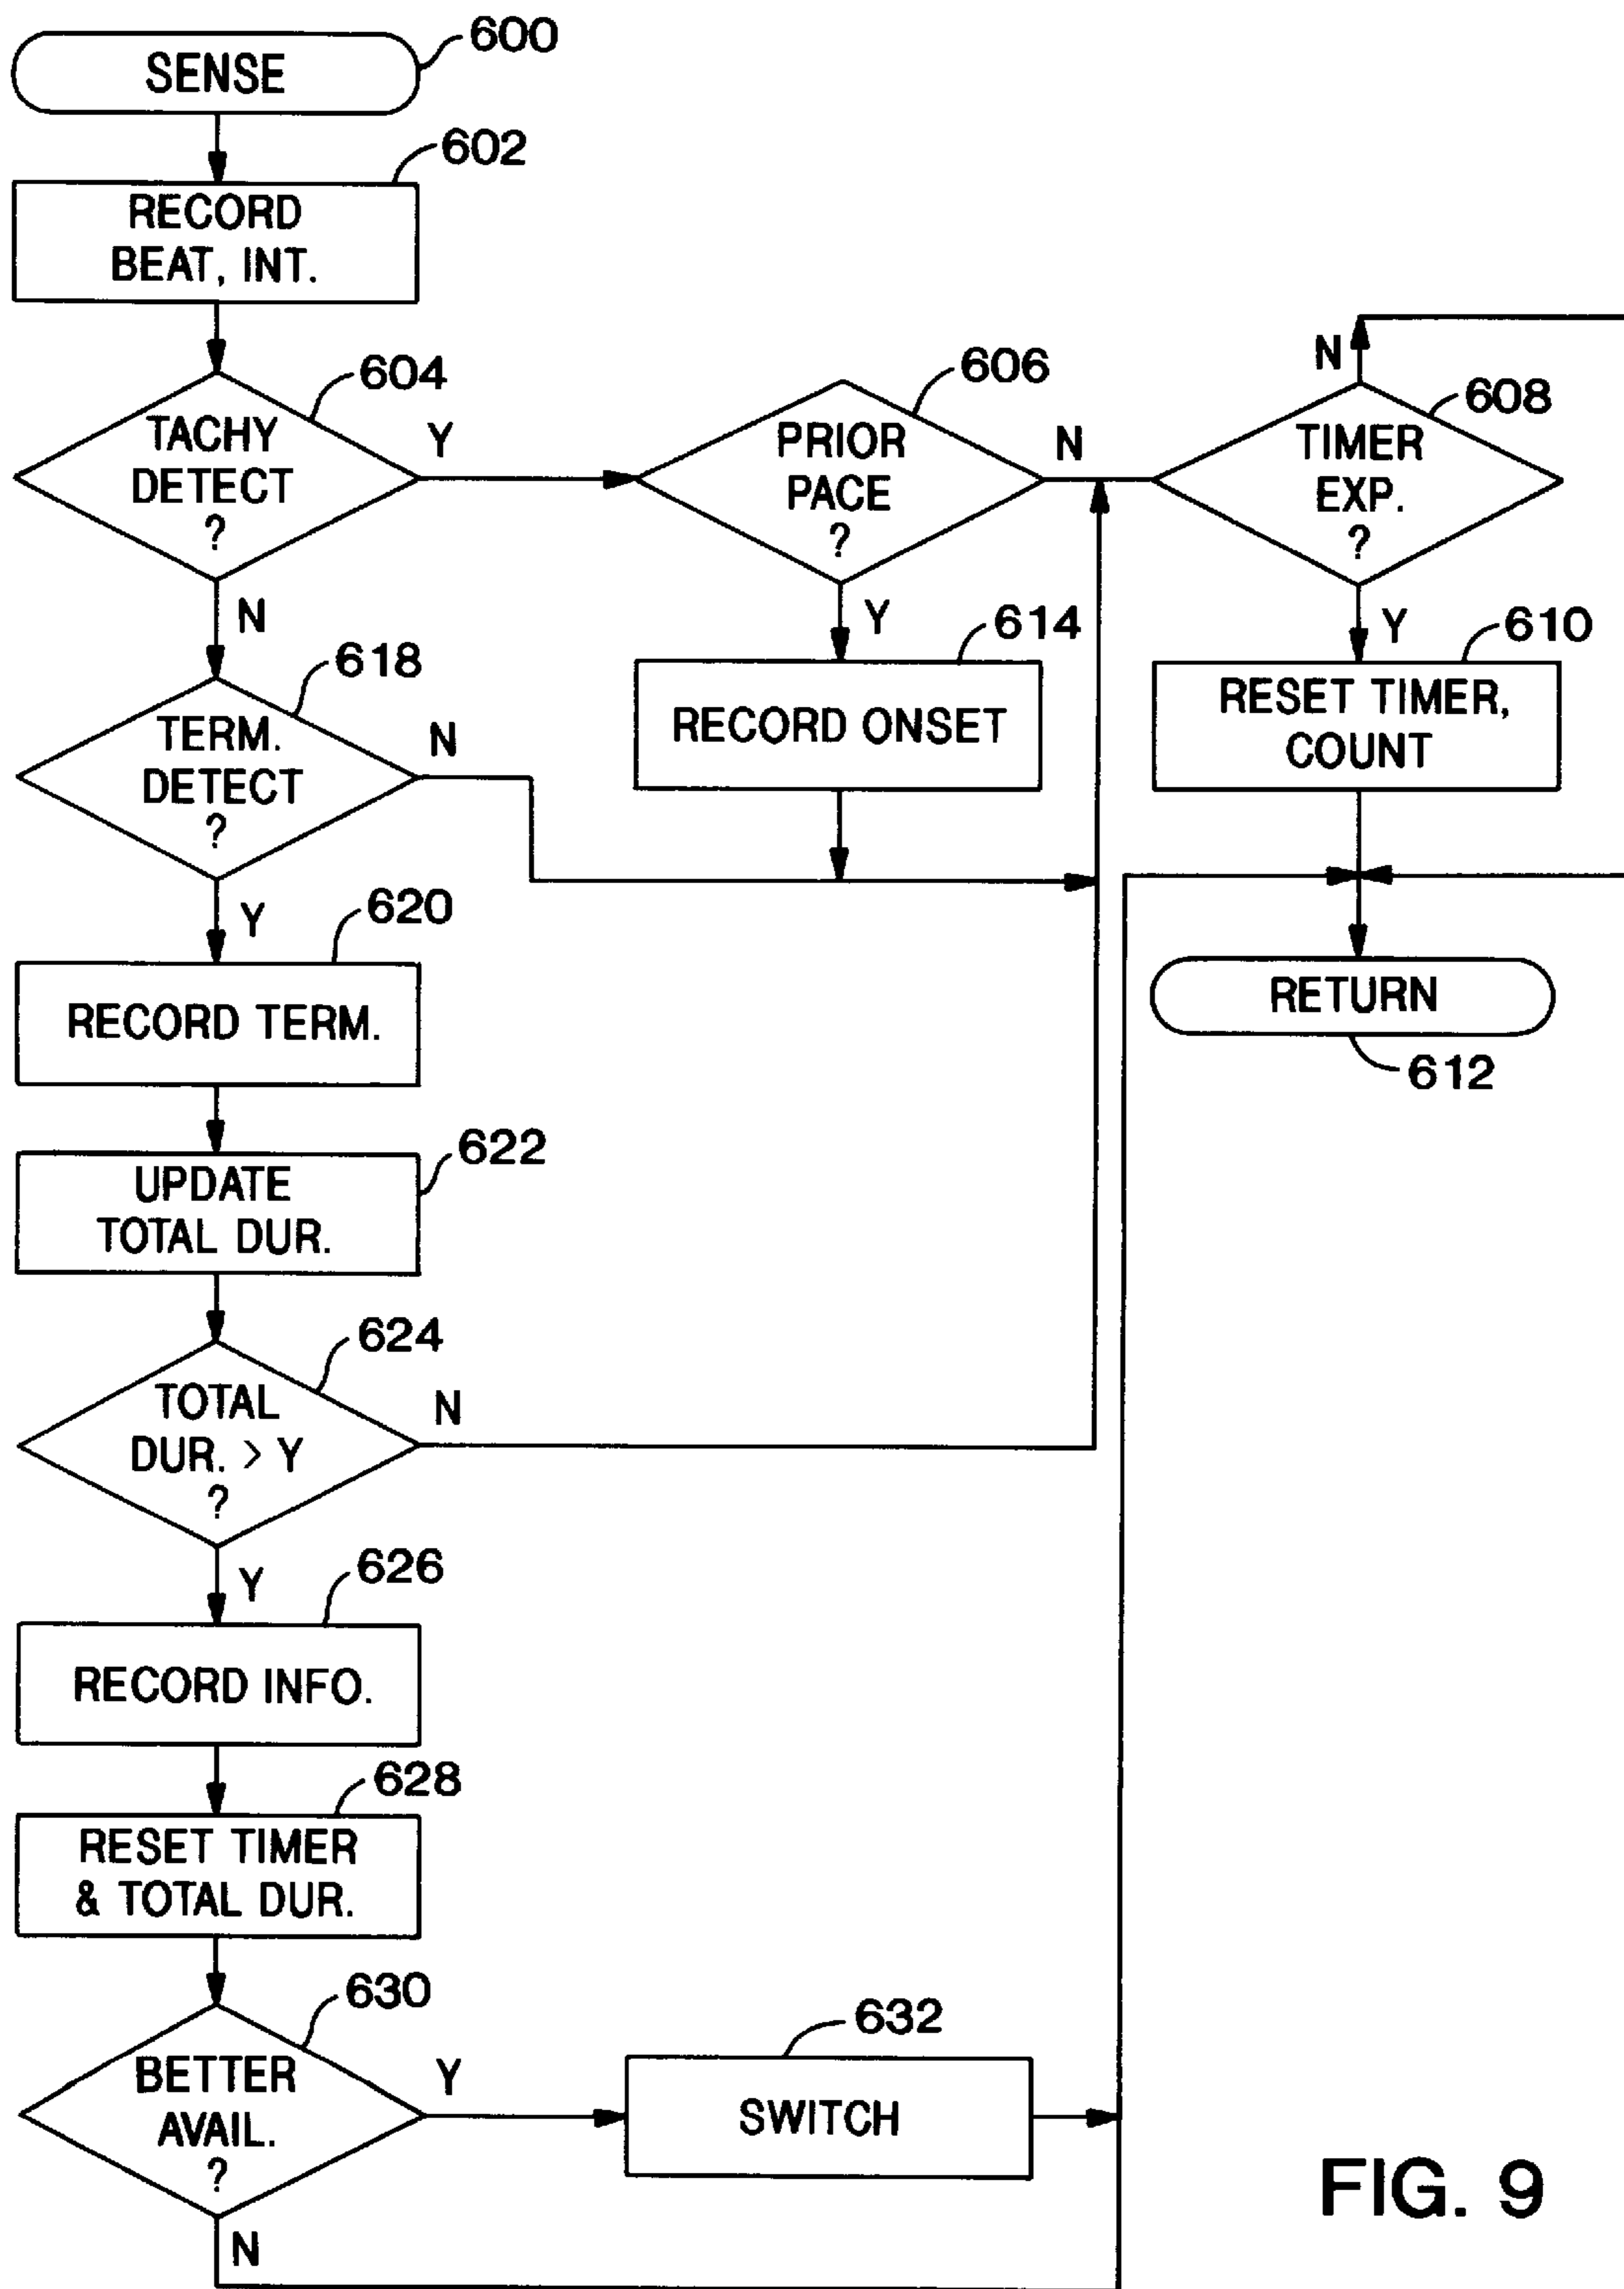 SENSE
600
602
RECORD
BEAT, INT.
604
TACHY
DETECT
?
Y
N
606
PRIOR
PACE
?
N
Y
N
608
TIMER
EXP.
?
Y
614
RECORD ONSET
610
RESET TIMER,
COUNT
RETURN
612
618
TERM.
DETECT
?
N
Y
620
RECORD TERM.
622
UPDATE
TOTAL DUR.
624
TOTAL
DUR. > Y
?
N
Y
626
RECORD INFO.
628
RESET TIMER
& TOTAL DUR.
630
BETTER
AVAIL.
?
Y
N
632
SWITCH
FIG. 9